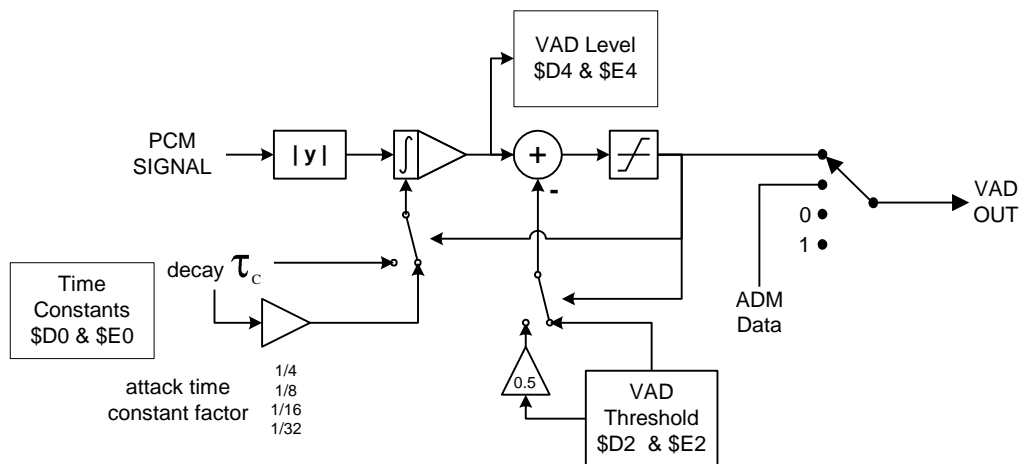 VAD Level
$D4 & $E4
PCM
SIGNAL
| y |
∫
+
-
VAD
OUT
0
1
decay τc
Time
Constants
$D0 & $E0
ADM
Data
attack time
constant factor
1/4
1/8
1/16
1/32
0.5
VAD
Threshold
$D2 & $E2